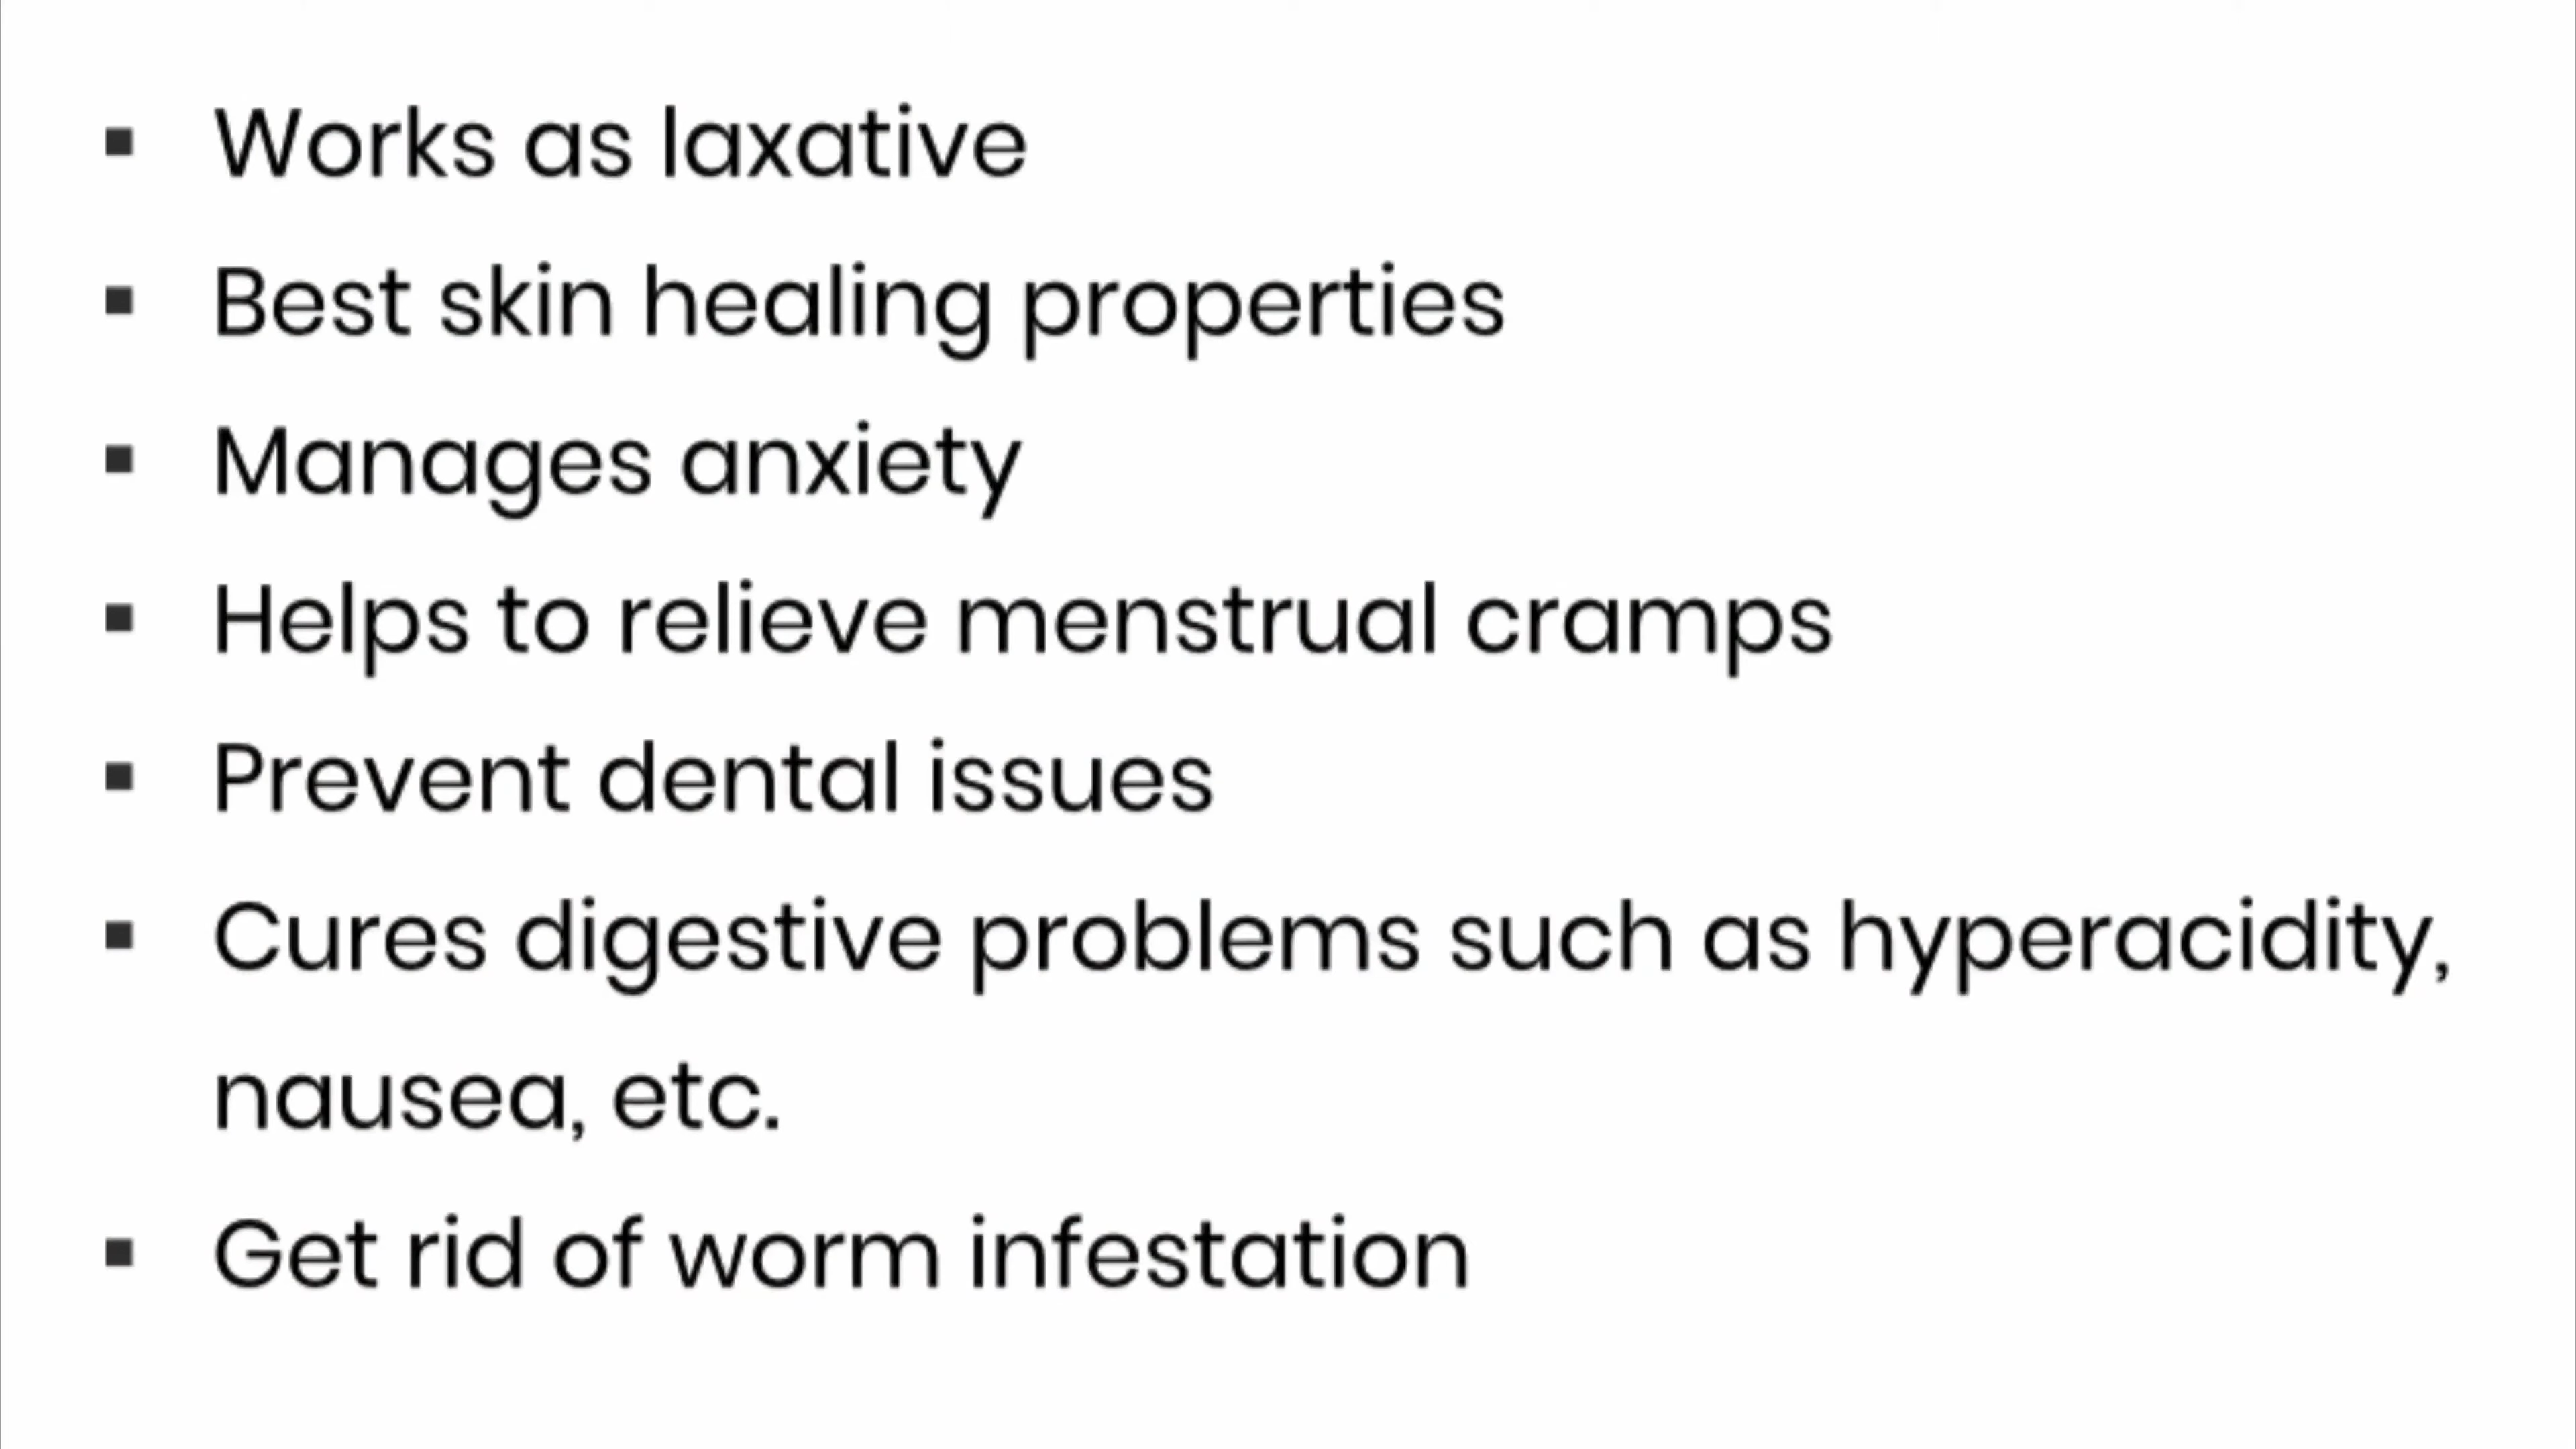 ▪ Works as laxative
▪ Best skin healing properties
▪ Manages anxiety
▪ Helps to relieve menstrual cramps
▪ Prevent dental issues
▪ Cures digestive problems such as hyperacidity,
nausea, etc.
▪ Get rid of worm infestation